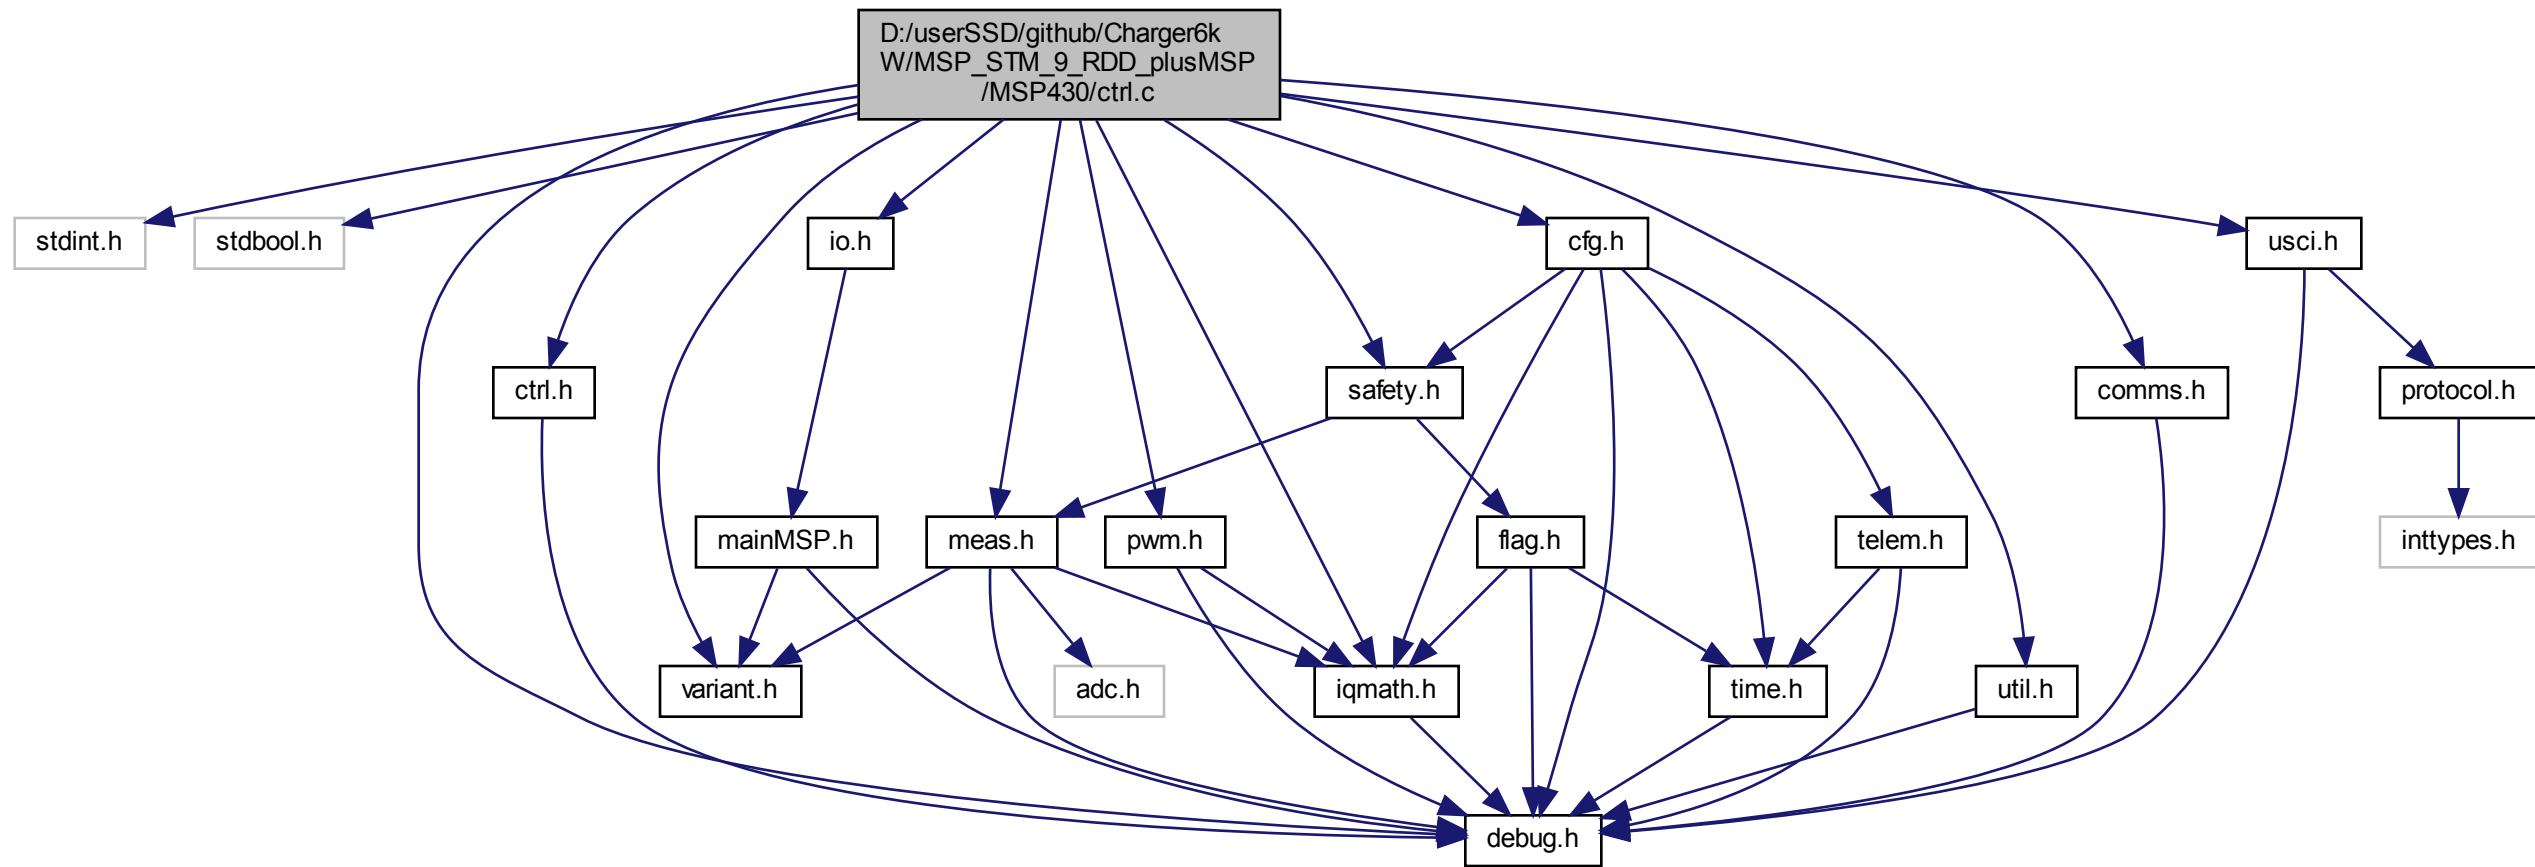 D:/userSSD/github/Charger6k
W/MSP_STM_9_RDD_plusMSP
/MSP430/ctrl.c
stdint.h
stdbool.h
io.h
cfg.h
usci.h
ctrl.h
safety.h
comms.h
protocol.h
mainMSP.h
meas.h
pwm.h
flag.h
telem.h
inttypes.h
variant.h
adc.h
iqmath.h
time.h
util.h
debug.h